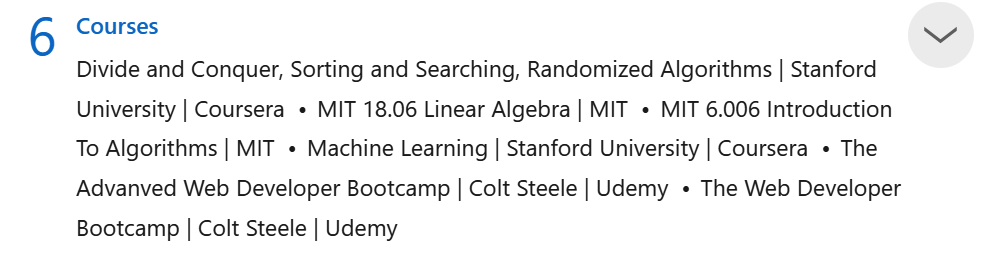 6 Courses
Divide and Conquer, Sorting and Searching, Randomized Algorithms | Stanford
University | Coursera • MIT 18.06 Linear Algebra | MIT • MIT 6.006 Introduction
To Algorithms | MIT • Machine Learning | Stanford University | Coursera • The
Advanved Web Developer Bootcamp | Colt Steele | Udemy • The Web Developer
Bootcamp | Colt Steele | Udemy